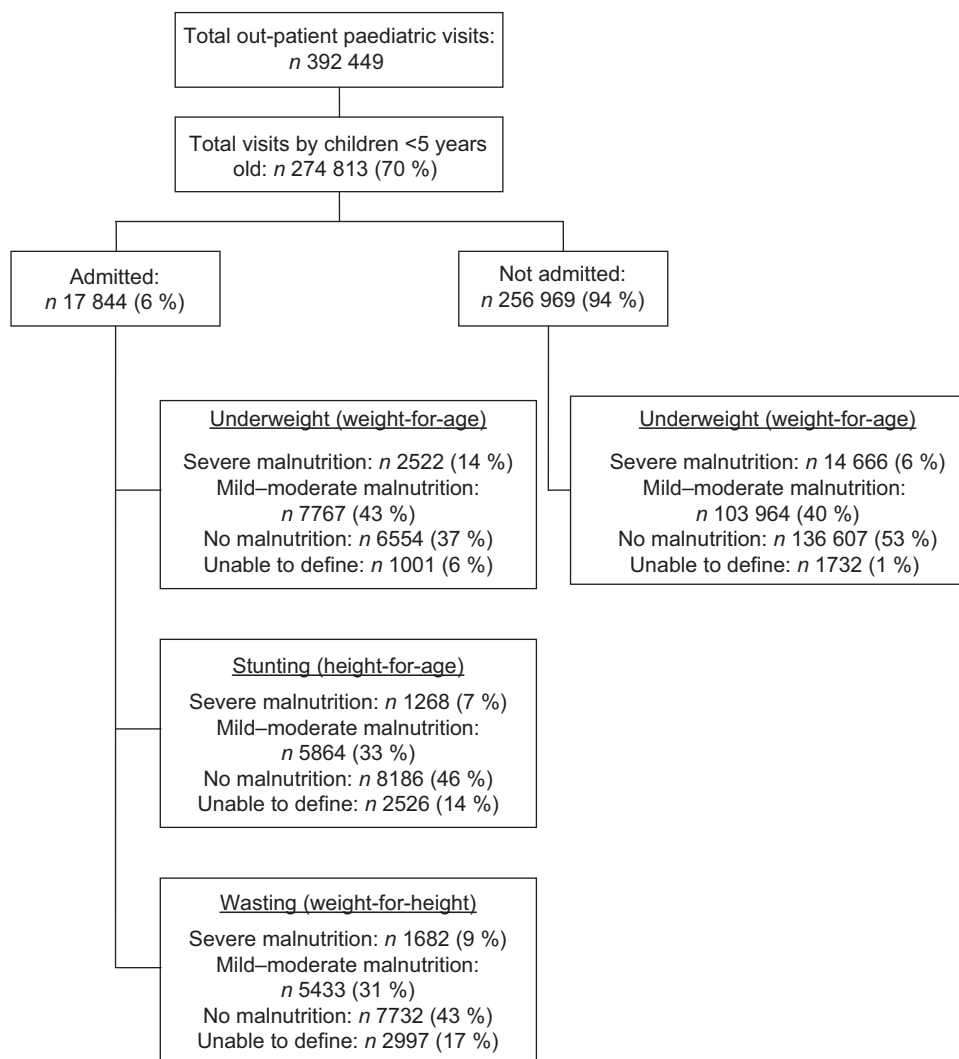 Total out-patient paediatric visits:
n 392 449
Total visits by children <5 years
old: n 274 813 (70 %)
Admitted:
n 17 844 (6 %)
Not admitted:
n 256 969 (94 %)
Underweight (weight-for-age)
Severe malnutrition: n 2522 (14 %)
Mild–moderate malnutrition:
n 7767 (43 %)
No malnutrition: n 6554 (37 %)
Unable to define: n 1001 (6 %)
Underweight (weight-for-age)
Severe malnutrition: n 14 666 (6 %)
Mild–moderate malnutrition:
n 103 964 (40 %)
No malnutrition: n 136 607 (53 %)
Unable to define: n 1732 (1 %)
Stunting (height-for-age)
Severe malnutrition: n 1268 (7 %)
Mild–moderate malnutrition:
n 5864 (33 %)
No malnutrition: n 8186 (46 %)
Unable to define: n 2526 (14 %)
Wasting (weight-for-height)
Severe malnutrition: n 1682 (9 %)
Mild–moderate malnutrition:
n 5433 (31 %)
No malnutrition: n 7732 (43 %)
Unable to define: n 2997 (17 %)